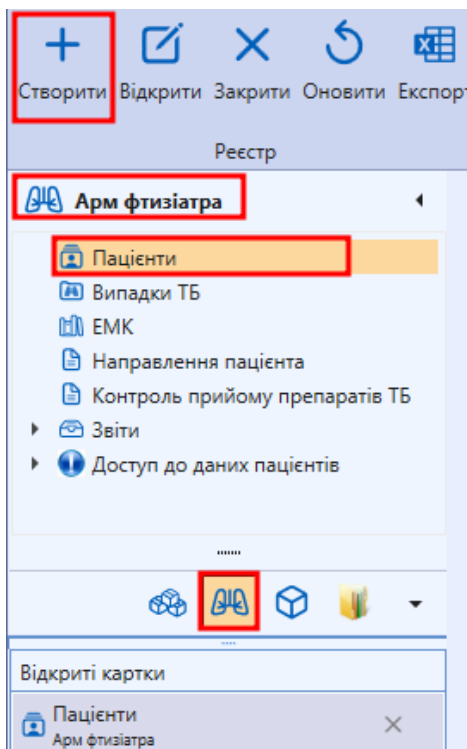 Створити Відкрити Закрити Оновити Експорт
Реєстр
Арм фтизіатра
Пацієнти
Випадки ТБ
ЕМК
Направлення пацієнта
Контроль прийому препаратів ТБ
Звіти
Доступ до даних пацієнтів
Відкриті картки
Пацієнти
Арм фтизіатра